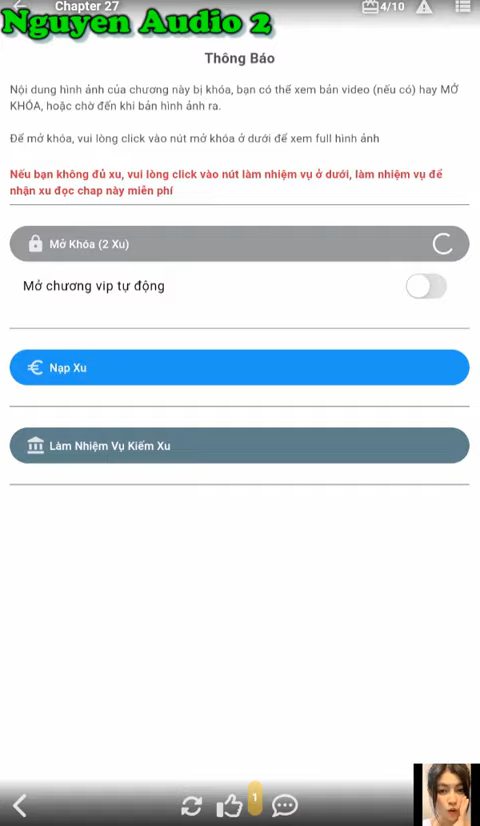 Chapter 27
4/10
Nguyen Audio 2
Thông Báo
Nội dung hình ảnh của chương này bị khóa, bạn có thể xem bản video (nếu có) hay MỞ
KHÓA, hoặc chờ đến khi bản hình ảnh ra.
Để mở khóa, vui lòng click vào nút mở khóa ở dưới để xem full hình ảnh
Nếu bạn không đủ xu, vui lòng click vào nút làm nhiệm vụ ở dưới, làm nhiệm vụ để
nhận xu đọc chap này miễn phí
Mở Khóa (2 Xu)
Mở chương vip tự động
Nạp Xu
Làm Nhiệm Vụ Kiếm Xu
1